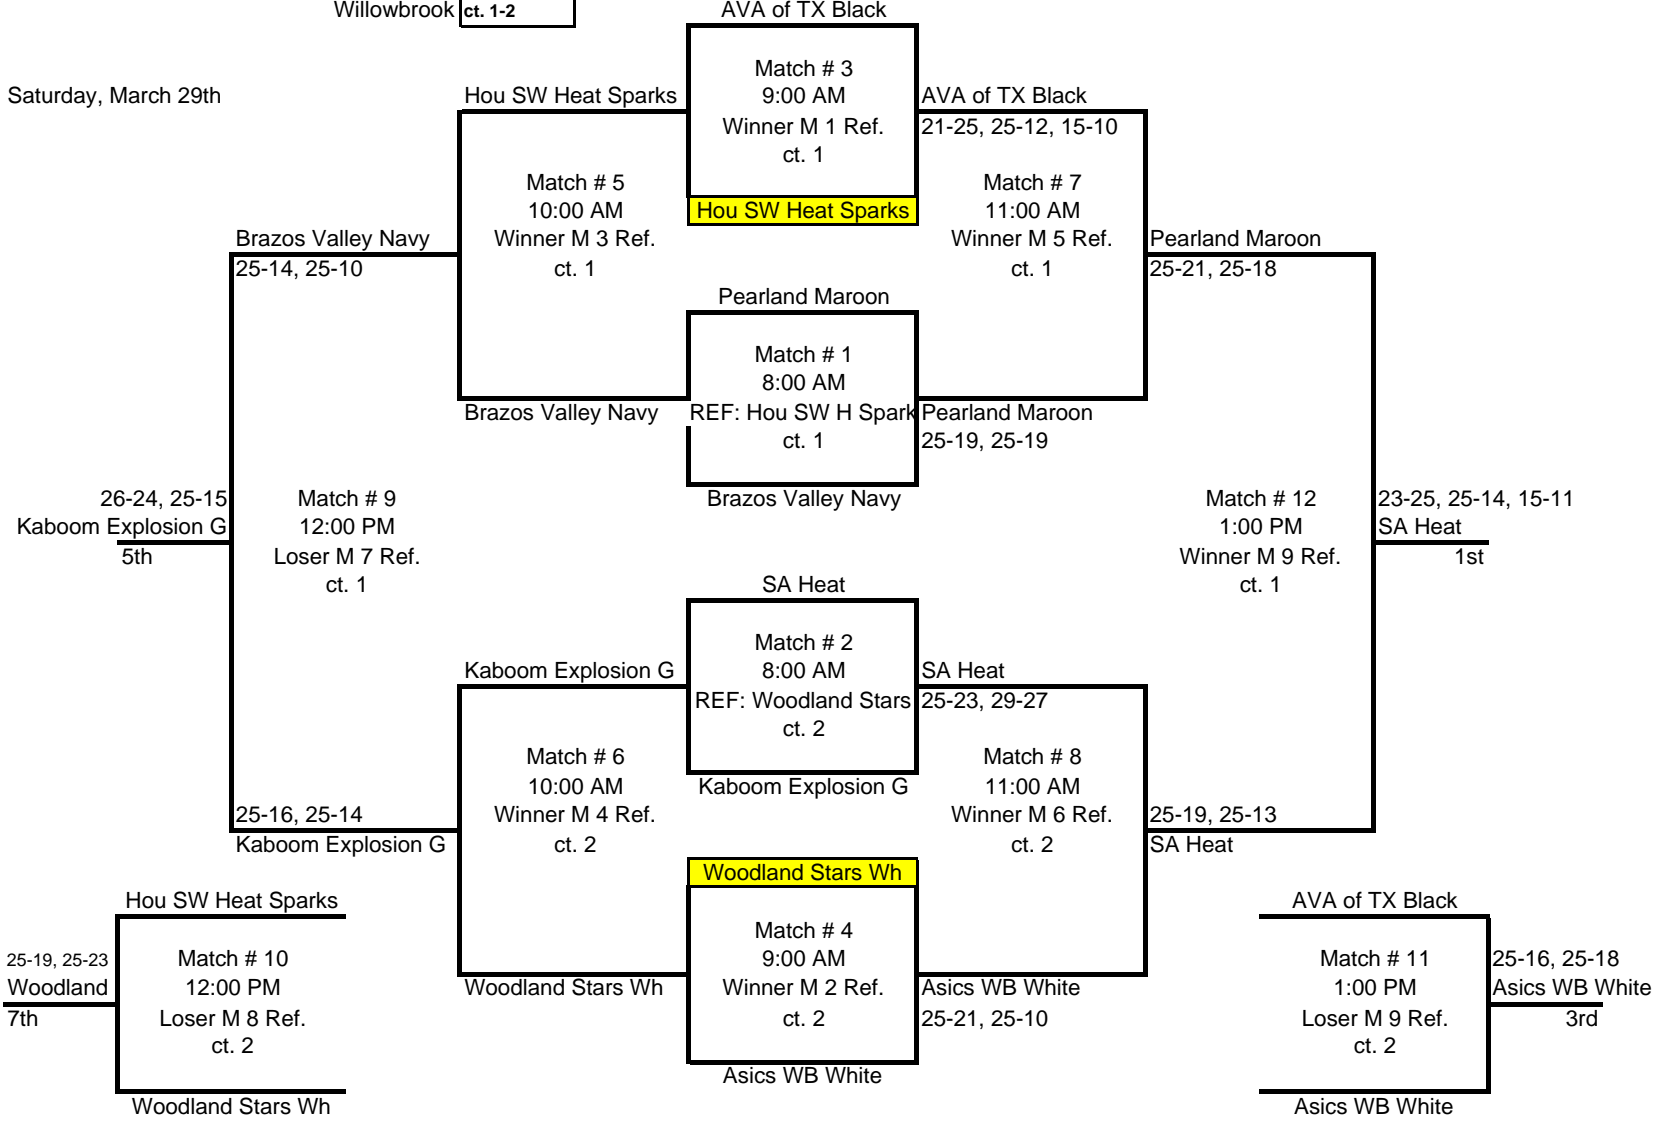 Willowbrook ct. 1-2
AVA of TX Black
Saturday, March 29th
Hou SW Heat Sparks
Match # 3
9:00 AM
Winner M 1 Ref.
ct. 1
AVA of TX Black
21-25, 25-12, 15-10
Hou SW Heat Sparks
Match # 5
10:00 AM
Winner M 3 Ref.
ct. 1
Match # 7
11:00 AM
Winner M 5 Ref.
ct. 1
Brazos Valley Navy
25-14, 25-10
Pearland Maroon
25-21, 25-18
Pearland Maroon
Match # 1
8:00 AM
REF: Hou SW H Spark
ct. 1
Brazos Valley Navy
Pearland Maroon
25-19, 25-19
Brazos Valley Navy
26-24, 25-15
Kaboom Explosion G
5th
Match # 9
12:00 PM
Loser M 7 Ref.
ct. 1
Match # 12
1:00 PM
Winner M 9 Ref.
ct. 1
23-25, 25-14, 15-11
SA Heat
1st
SA Heat
Kaboom Explosion G
Match # 2
8:00 AM
REF: Woodland Stars
ct. 2
SA Heat
25-23, 29-27
Kaboom Explosion G
Match # 6
10:00 AM
Winner M 4 Ref.
ct. 2
Match # 8
11:00 AM
Winner M 6 Ref.
ct. 2
25-16, 25-14
Kaboom Explosion G
25-19, 25-13
SA Heat
Woodland Stars Wh
Match # 4
9:00 AM
Winner M 2 Ref.
ct. 2
Woodland Stars Wh
Asics WB White
25-21, 25-10
Asics WB White
Hou SW Heat Sparks
25-19, 25-23
Woodland
7th
Match # 10
12:00 PM
Loser M 8 Ref.
ct. 2
Woodland Stars Wh
AVA of TX Black
Match # 11
1:00 PM
Loser M 9 Ref.
ct. 2
25-16, 25-18
Asics WB White
3rd
Asics WB White